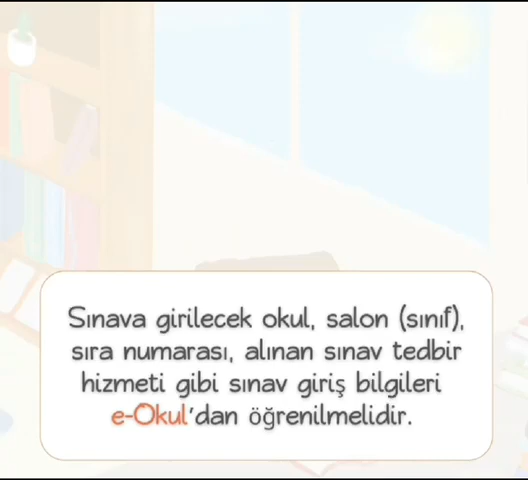 Sınava girilecek okul, salon (sınıf),
sıra numarası, alınan sınav tedbir
hizmeti gibi sınav giriş bilgileri
e-Okul'dan öğrenilmelidir.